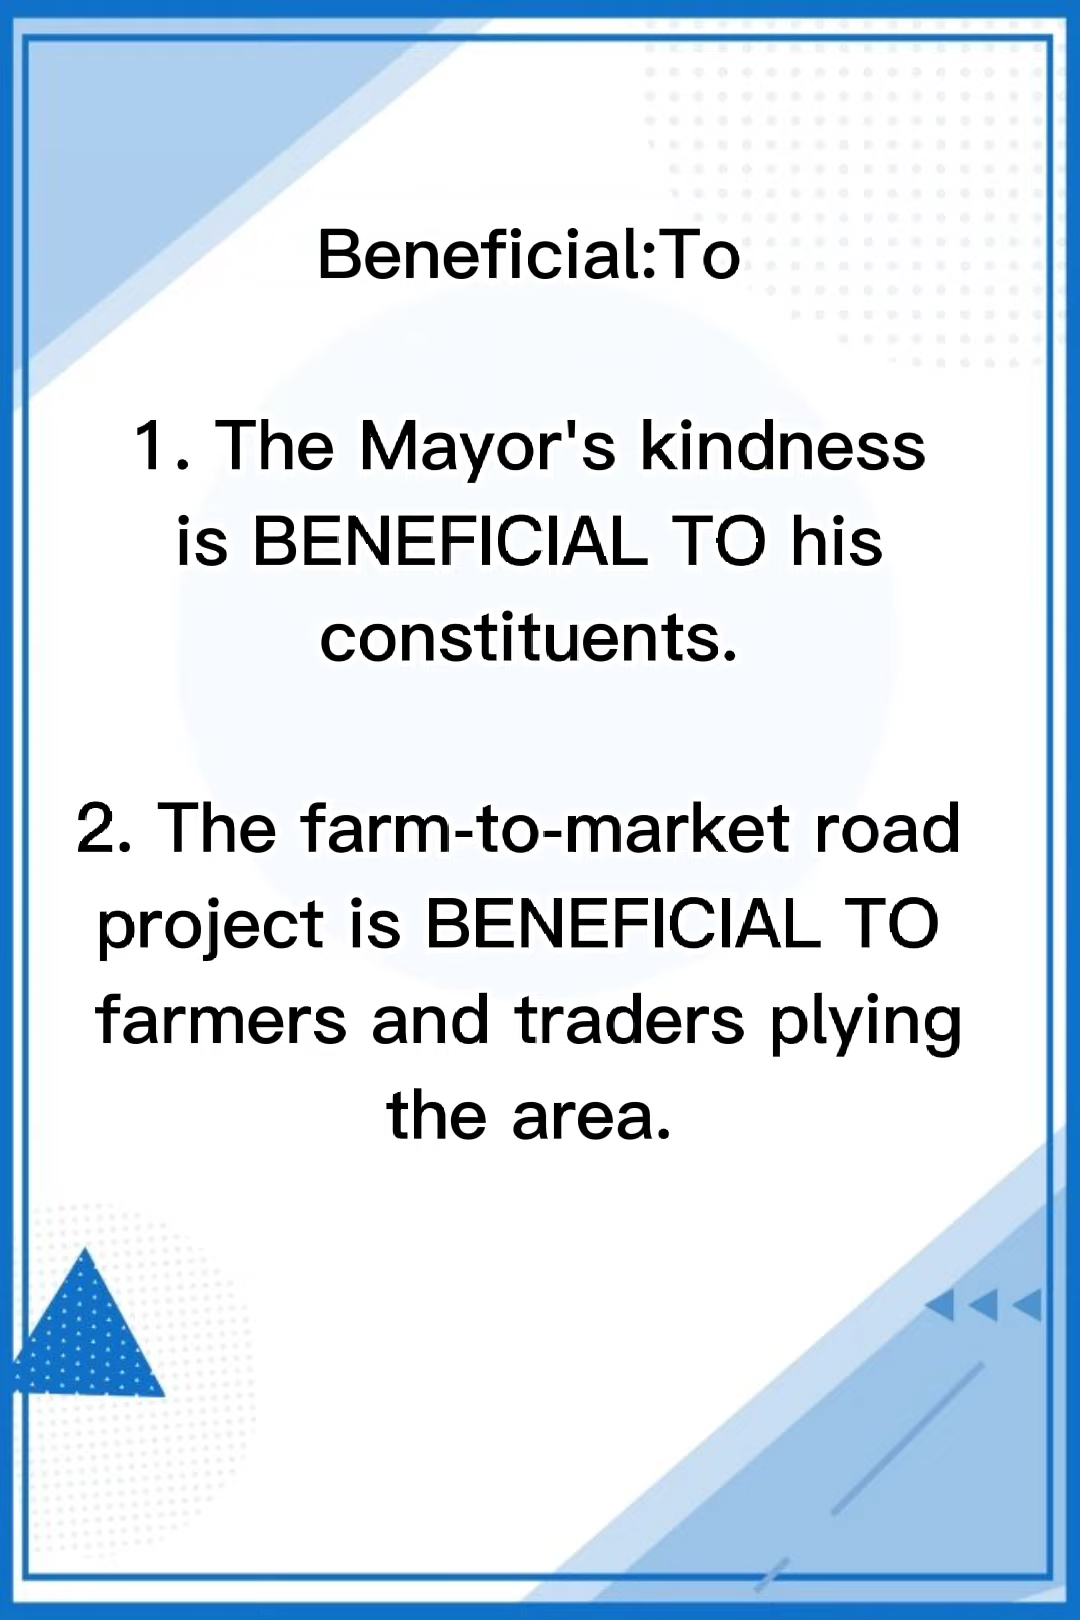 Beneficial:To
1. The Mayor's kindness
is BENEFICIAL TO his
constituents.
2. The farm-to-market road
project is BENEFICIAL TO
farmers and traders plying
the area.